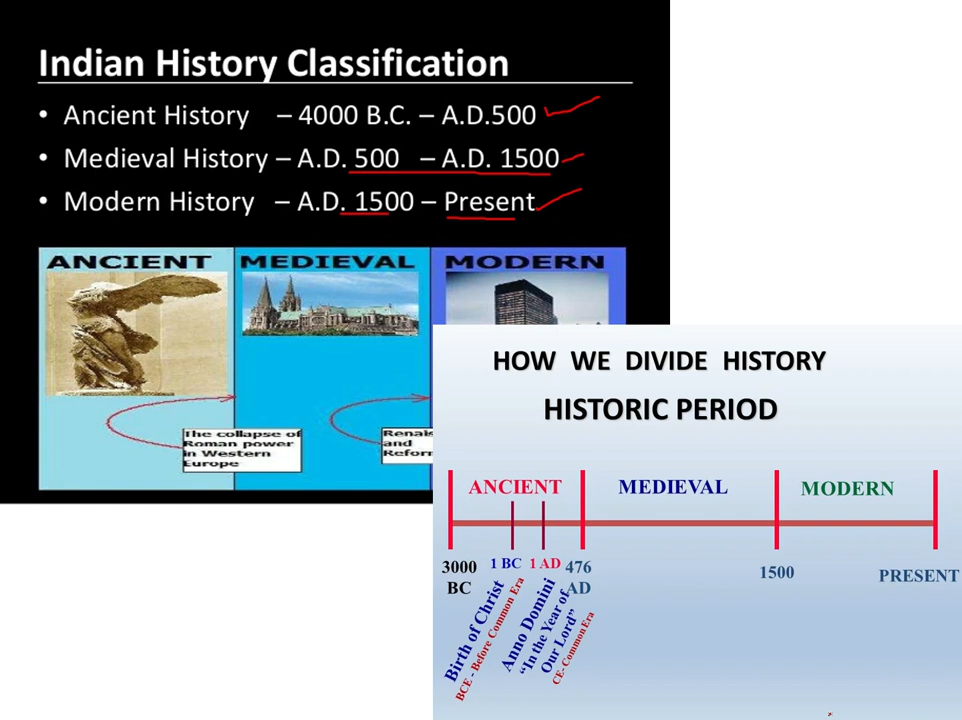 Indian History Classification
• Ancient History – 4000 B.C. – A.D.500
• Medieval History – A.D. 500 – A.D. 1500
• Modern History – A.D. 1500 – Present
ANCIENT MEDIEVAL MODERN
The collapse of
Roman power
in Western
Europe
and
HOW WE DIVIDE HISTORY
HISTORIC PERIOD
ANCIENT MEDIEVAL MODERN
3000
BC
1 BC
1 AD
476
AD
1500
PRESENT
Birth of Christ
BCE - Before Common Era
Anno Domini
“In the Year of
Our Lord”
CE- Common Era